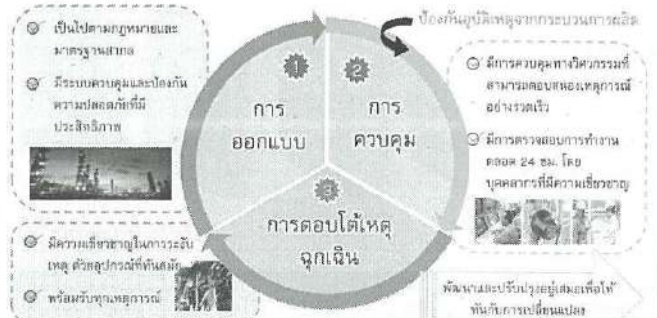 ป้องกันอุบัติเหตุจากกระบวนการผลิต
เป็นไปตามกฎหมายและ
มาตรฐานสากล
มีระบบควบคุมและป้องกัน
ความปลอดภัยที่มี
ประสิทธิภาพ
1
การ
ออกแบบ
2
การ
ควบคุม
มีการควบคุมทางวิศวกรรมที่
สามารถตอบสนองเหตุการณ์
อย่างรวดเร็ว
มีการตรวจสอบการทำงาน
ตลอด 24 ชม. โดย
บุคคลากรที่มีความเชี่ยวชาญ
3
การตอบโต้เหตุ
ฉุกเฉิน
มีความเชี่ยวชาญในการระงับ
เหตุ ด้วยอุปกรณ์ที่ทันสมัย
พร้อมรับทุกเหตุการณ์
พัฒนาและปรับปรุงอยู่เสมอเพื่อให้
ทันกับการเปลี่ยนแปลง